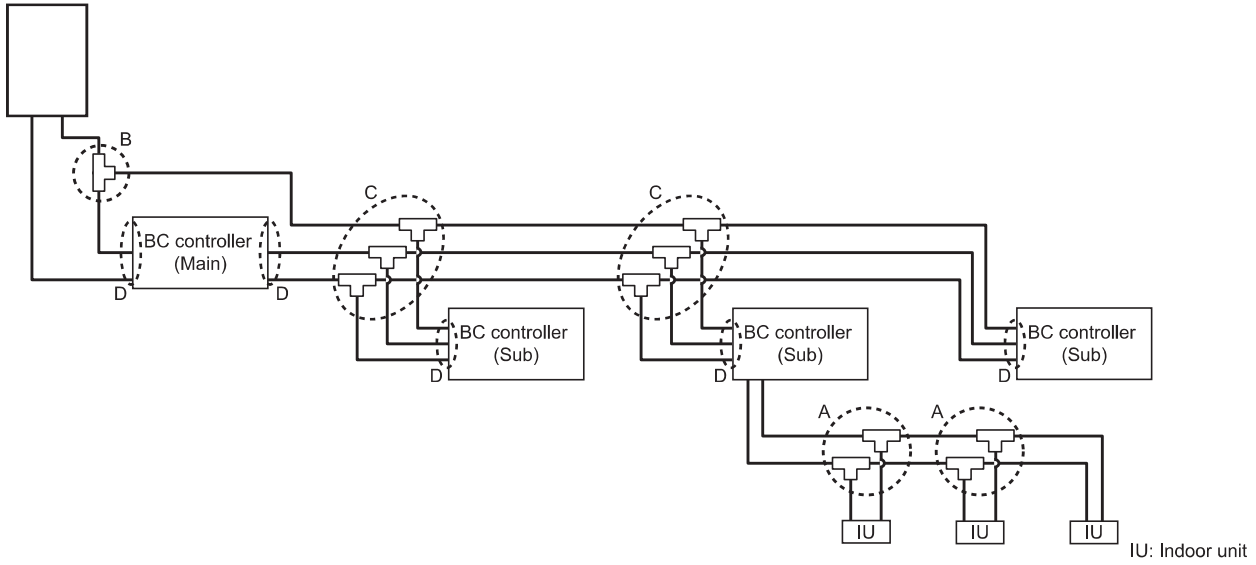 B
C
C
BC controller
(Main)
D
D
BC controller
(Sub)
D
BC controller
(Sub)
D
BC controller
(Sub)
D
A
A
IU
IU
IU
IU: Indoor unit